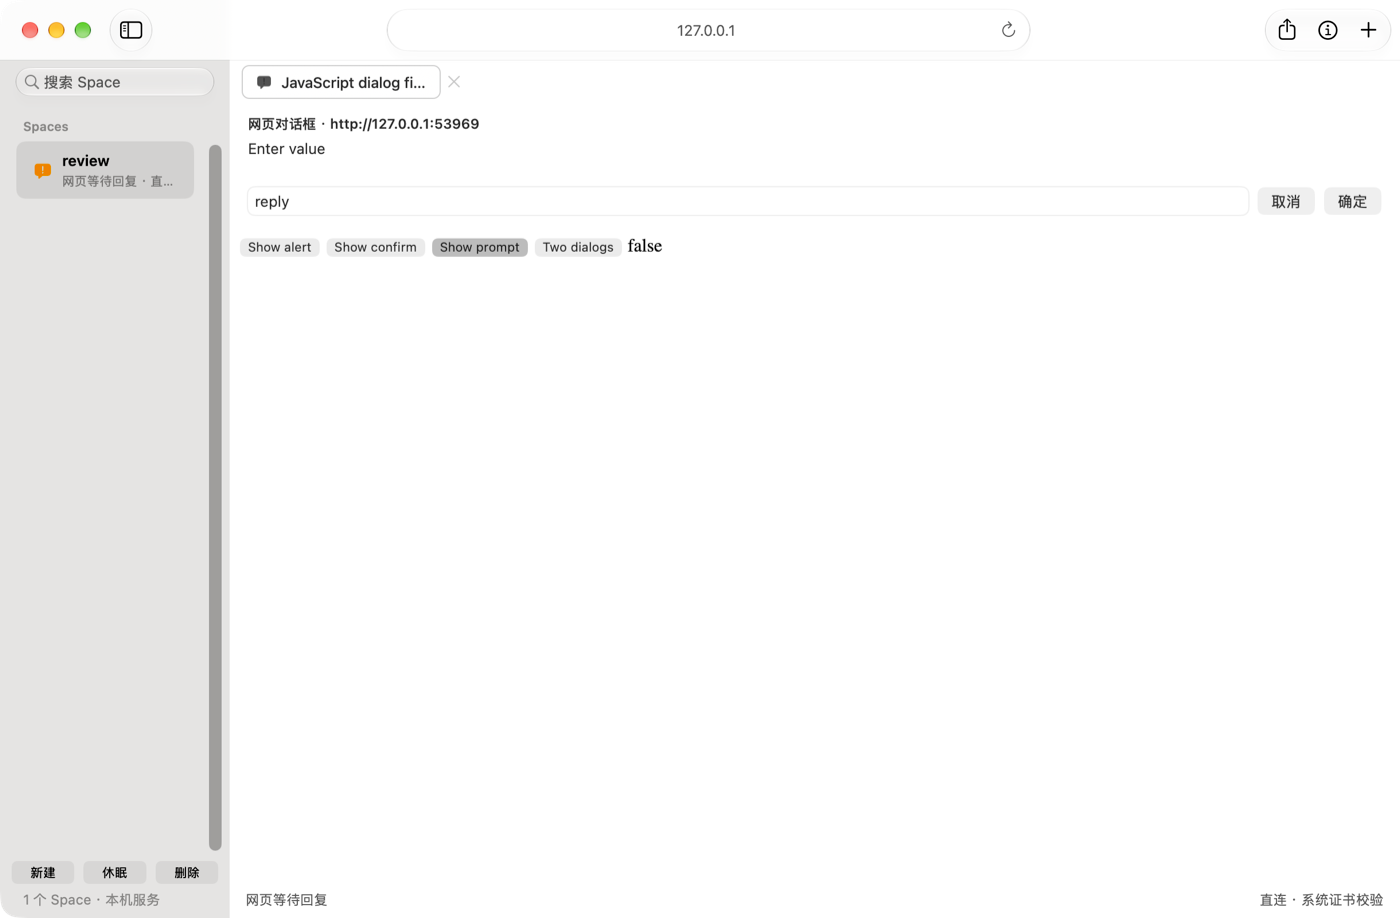 127.0.0.1
搜索 Space
JavaScript dialog fi...
Spaces
review
网页等待回复 · 直...
网页对话框 · http://127.0.0.1:53969
Enter value
reply
取消
确定
Show alert
Show confirm
Show prompt
Two dialogs
false
新建
休眠
删除
1 个 Space · 本机服务
网页等待回复
直连 · 系统证书校验